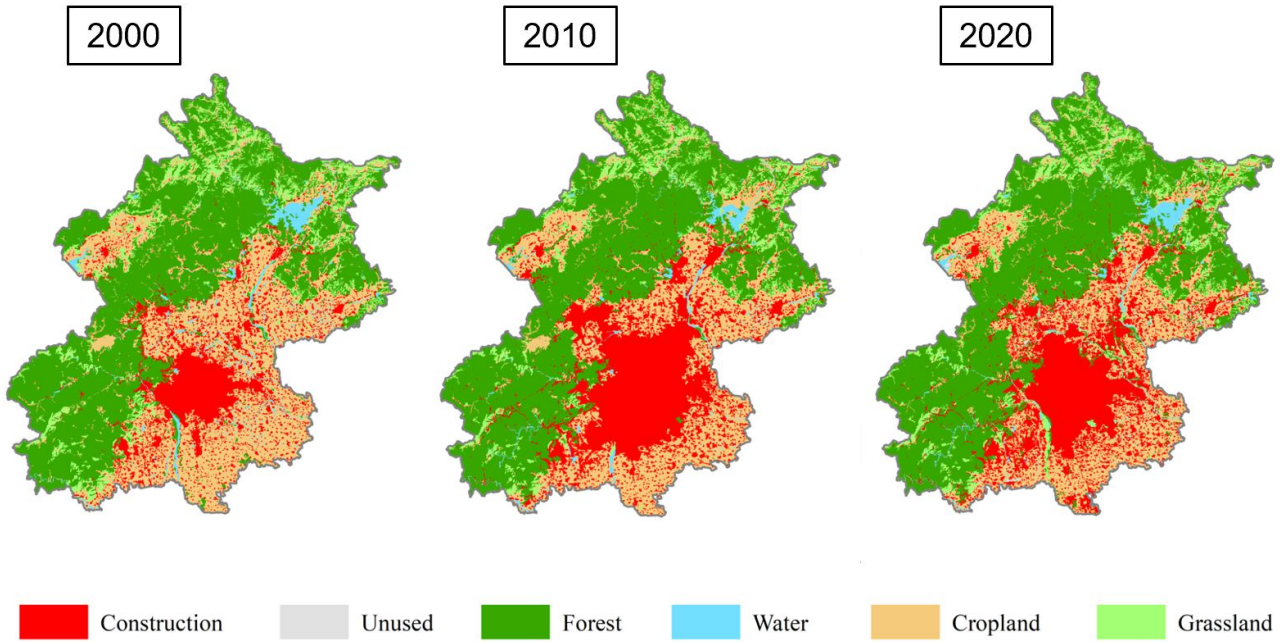 2000
2010
2020
Construction
Unused
Forest
Water
Cropland
Grassland